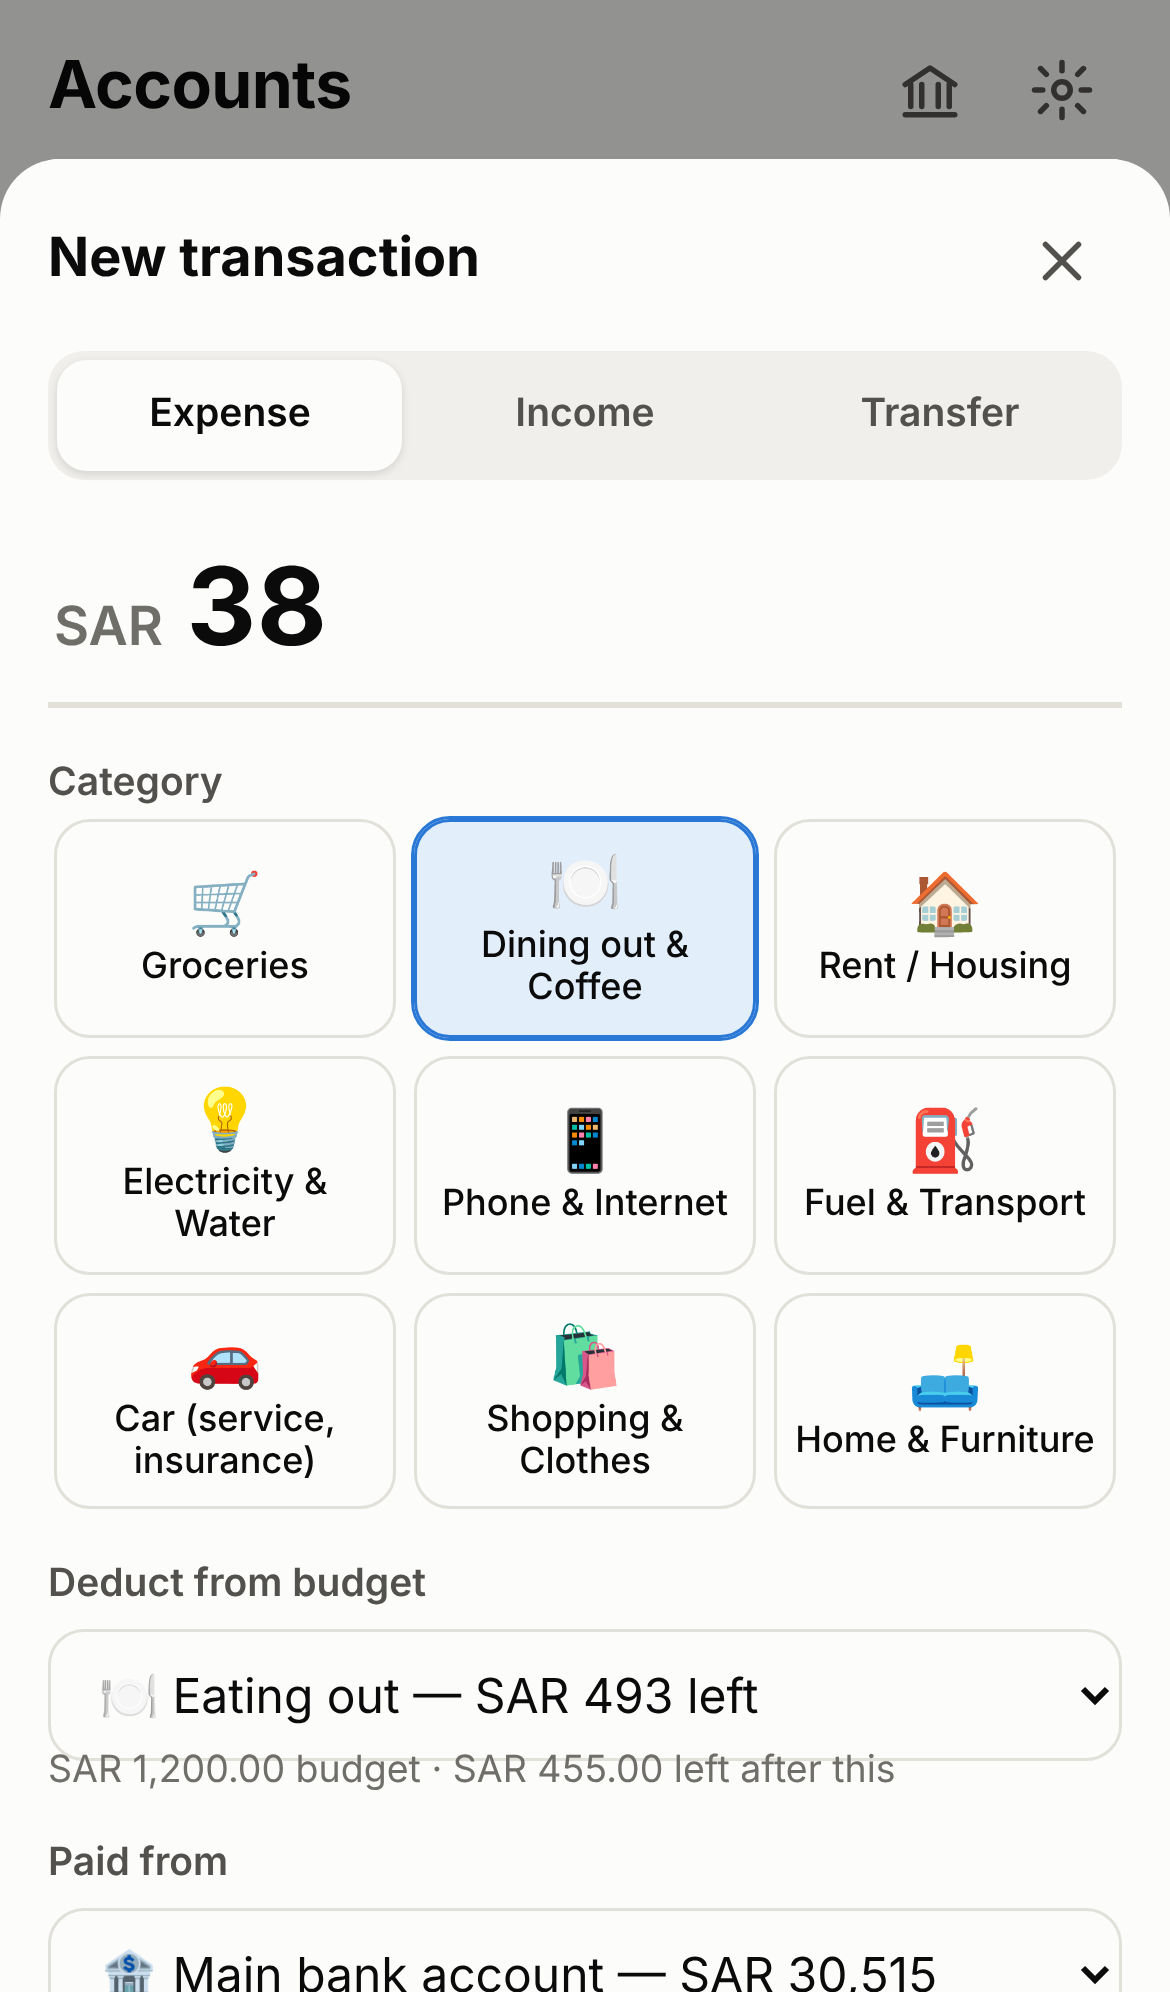 Accounts
New transaction
Expense
Income
Transfer
SAR 38
Category
Groceries
Dining out &
Coffee
Rent / Housing
Electricity &
Water
Phone & Internet
Fuel & Transport
Car (service,
insurance)
Shopping &
Clothes
Home & Furniture
Deduct from budget
🍽️ Eating out — SAR 493 left
SAR 1,200.00 budget · SAR 455.00 left after this
Paid from
🏦 Main bank account — SAR 30,515